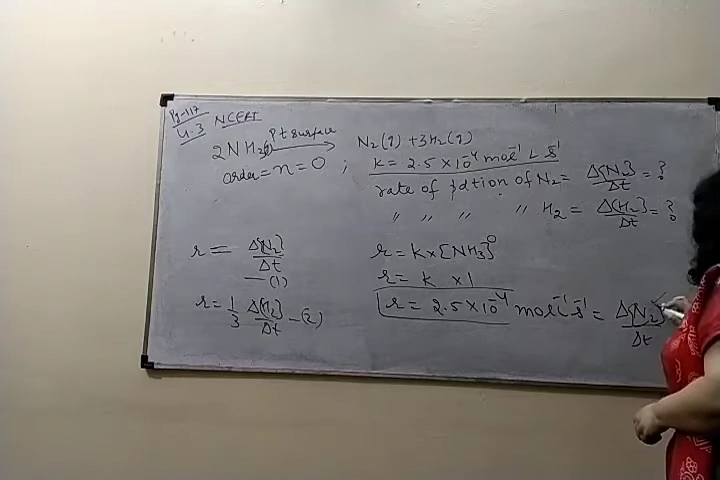 Pg-117
4.3 NCERT
2NH3(g) Pt surface → N2(g) + 3H2(g)
order = n = 0 ; K = 2.5 × 10⁻⁴ mol⁻¹ L S⁻¹
rate of pdtion of N2 = Δ[N2]/Δt = ?
" " " " H2 = Δ[H2]/Δt = ?
r = Δ[N2]/Δt —(1)
r = 1/3 Δ[H2]/Δt —(2)
r = K × [NH3]⁰
r = K × 1
r = 2.5 × 10⁻⁴ mol L⁻¹ S⁻¹ = Δ[N2]/Δt